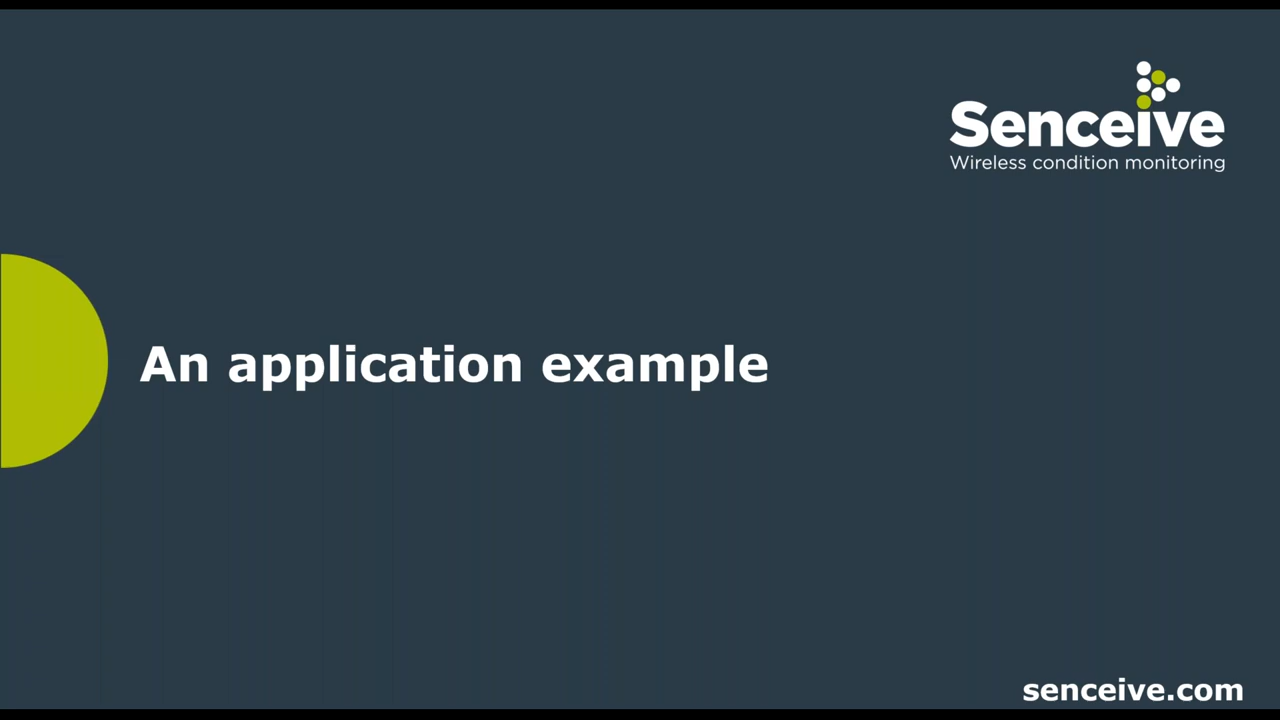 Senceive
Wireless condition monitoring
An application example
senceive.com